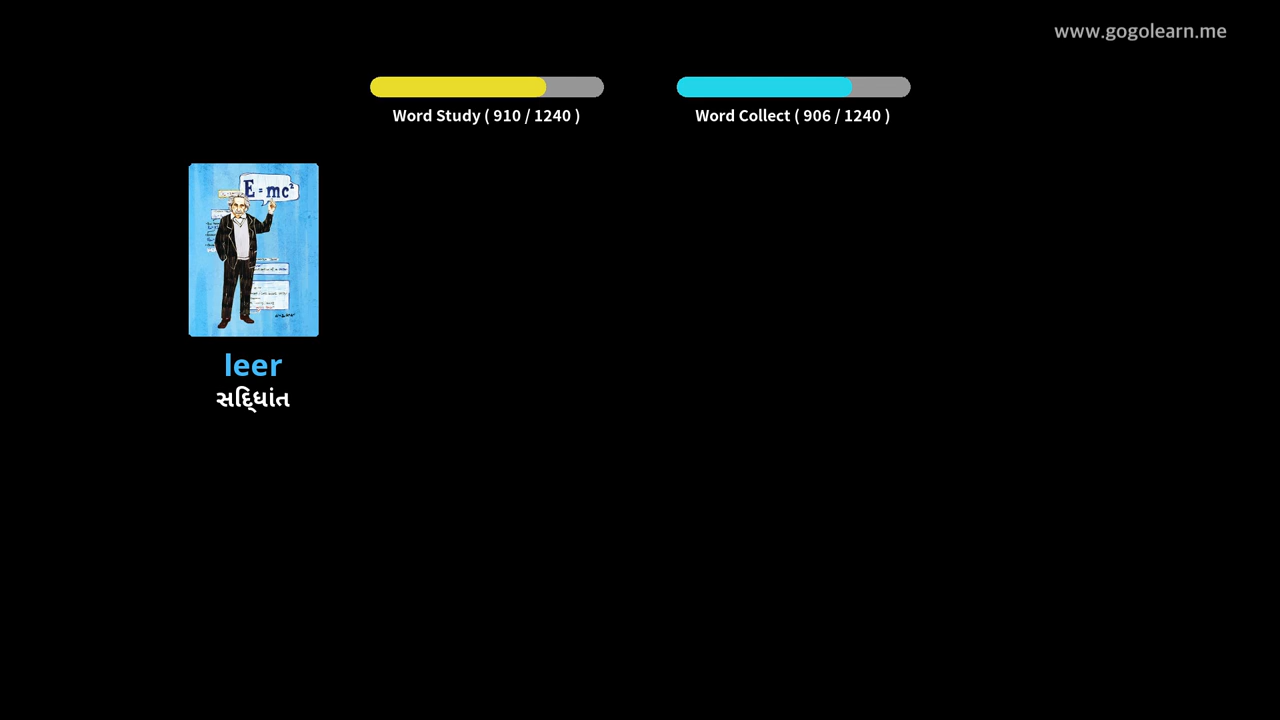 www.gogolearn.me
Word Study ( 910 / 1240 )
Word Collect ( 906 / 1240 )
E = mc²
leer
સદ્ધિાંત